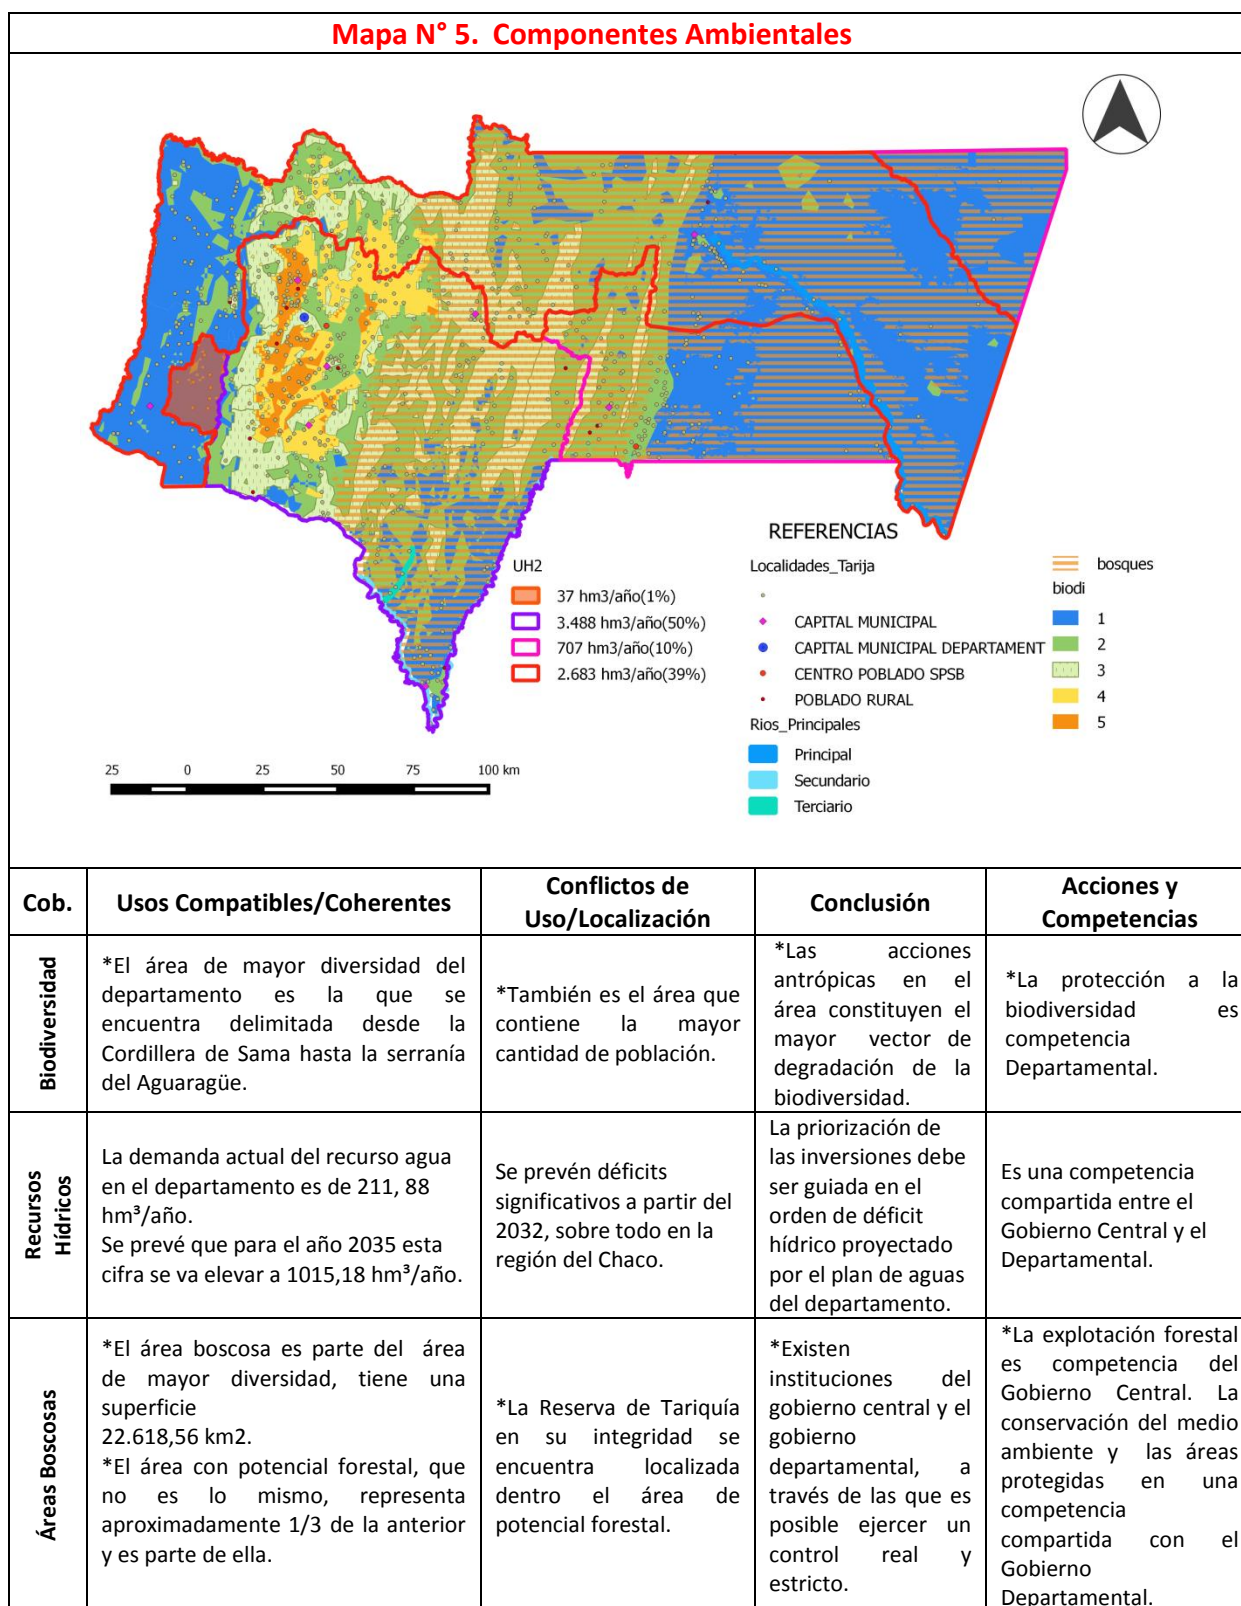 Mapa N° 5. Componentes Ambientales
REFERENCIAS
UH2
37 hm3/año(1%)
3.488 hm3/año(50%)
707 hm3/año(10%)
2.683 hm3/año(39%)
Localidades_Tarija
CAPITAL MUNICIPAL
CAPITAL MUNICIPAL DEPARTAMENT
CENTRO POBLADO SPSB
POBLADO RURAL
Rios_Principales
Principal
Secundario
Terciario
bosques
biodi
1
2
3
4
5
25 0 25 50 75 100 km
Cob.
Usos Compatibles/Coherentes
Conflictos de
Uso/Localización
Conclusión
Acciones y
Competencias
Biodiversidad
*El área de mayor diversidad del
departamento es la que se
encuentra delimitada desde la
Cordillera de Sama hasta la serranía
del Aguaragüe.
*También es el área que
contiene la mayor
cantidad de población.
*Las acciones
antrópicas en el
área constituyen el
mayor vector de
degradación de la
biodiversidad.
*La protección a la
biodiversidad es
competencia
Departamental.
Recursos
Hídricos
La demanda actual del recurso agua
en el departamento es de 211, 88
hm³/año.
Se prevé que para el año 2035 esta
cifra se va elevar a 1015,18 hm³/año.
Se prevén déficits
significativos a partir del
2032, sobre todo en la
región del Chaco.
La priorización de
las inversiones debe
ser guiada en el
orden de déficit
hídrico proyectado
por el plan de aguas
del departamento.
Es una competencia
compartida entre el
Gobierno Central y el
Departamental.
Áreas Boscosas
*El área boscosa es parte del área
de mayor diversidad, tiene una
superficie
22.618,56 km2.
*El área con potencial forestal, que
no es lo mismo, representa
aproximadamente 1/3 de la anterior
y es parte de ella.
*La Reserva de Tariquía
en su integridad se
encuentra localizada
dentro el área de
potencial forestal.
*Existen
instituciones del
gobierno central y el
gobierno
departamental, a
través de las que es
posible ejercer un
control real y
estricto.
*La explotación forestal
es competencia del
Gobierno Central. La
conservación del medio
ambiente y las áreas
protegidas en una
competencia
compartida con el
Gobierno
Departamental.